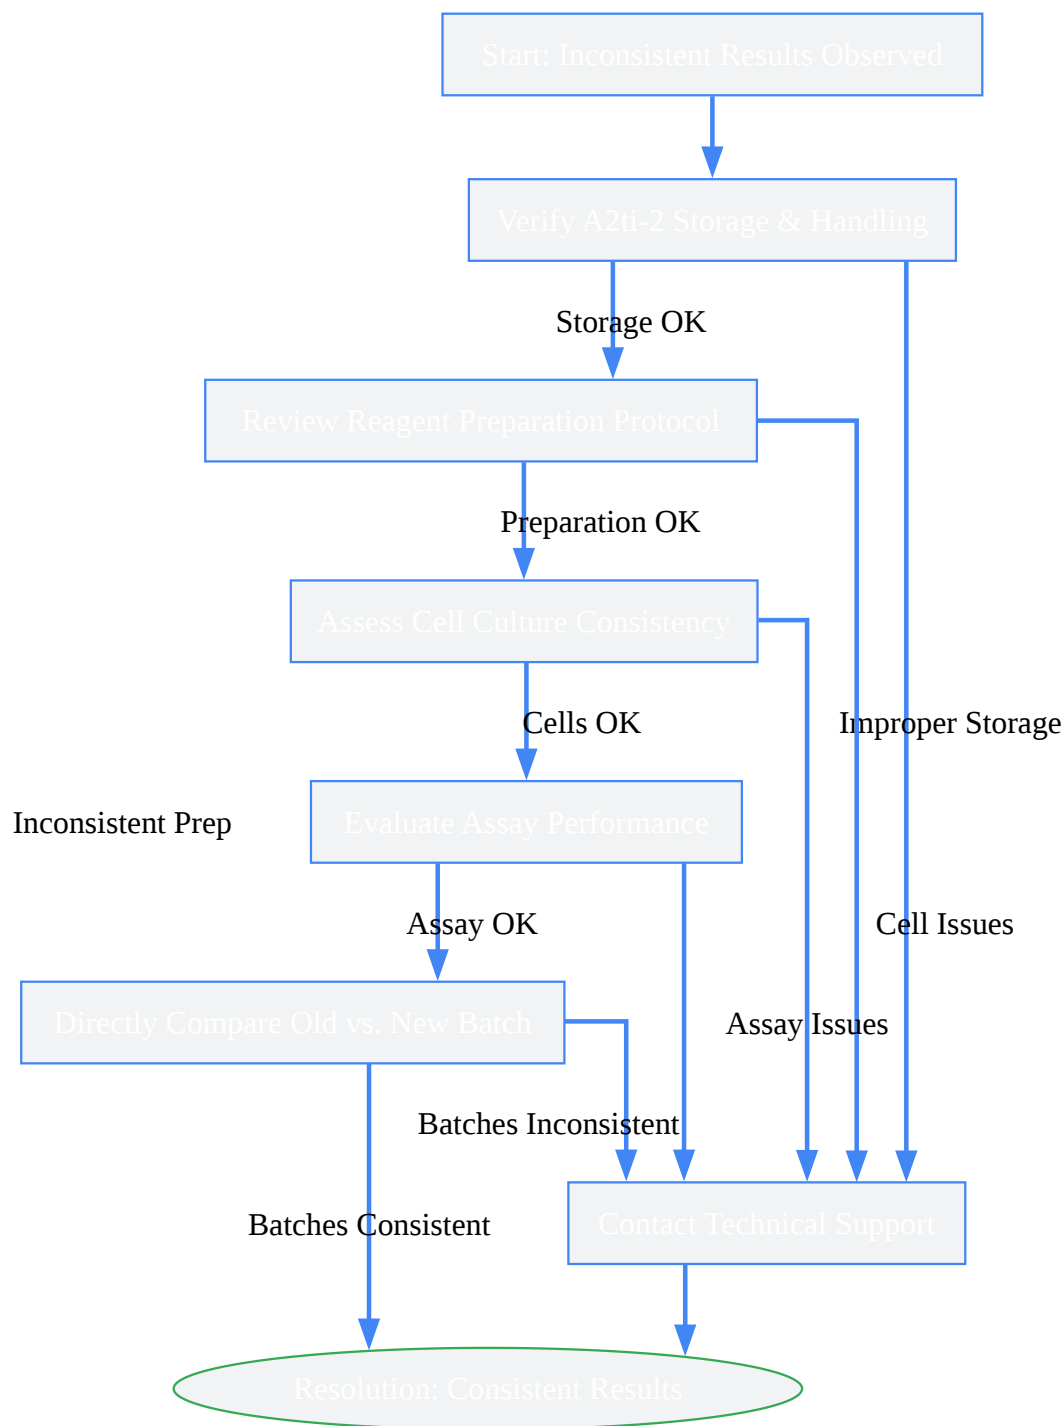 Start: Inconsistent Results Observed
Verify A2ti-2 Storage & Handling
Storage OK
Review Reagent Preparation Protocol
Preparation OK
Assess Cell Culture Consistency
Cells OK
Improper Storage
Inconsistent Prep
Evaluate Assay Performance
Assay OK
Cell Issues
Directly Compare Old vs. New Batch
Assay Issues
Batches Inconsistent
Batches Consistent
Contact Technical Support
Resolution: Consistent Results